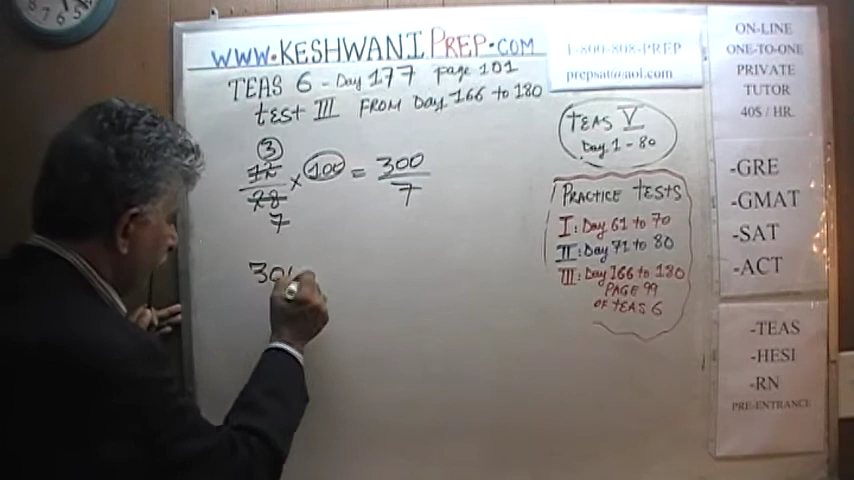 www.KESHWANIPREP.COM
TEAS 6 - Day 177 Page 101
test III FROM Day 166 to 180
1-800-808-PREP
prepsat@aol.com
ON-LINE
ONE-TO-ONE
PRIVATE
TUTOR
40$ / HR.
TEAS V
Day 1 - 80
3
12
28
7
× 100 = 300
7
PRACTICE TESTS
I: Day 61 to 70
II: Day 71 to 80
III: Day 166 to 180
PAGE 99
OF TEAS 6
-GRE
-GMAT
-SAT
-ACT
-TEAS
-HESI
-RN
PRE-ENTRANCE
30